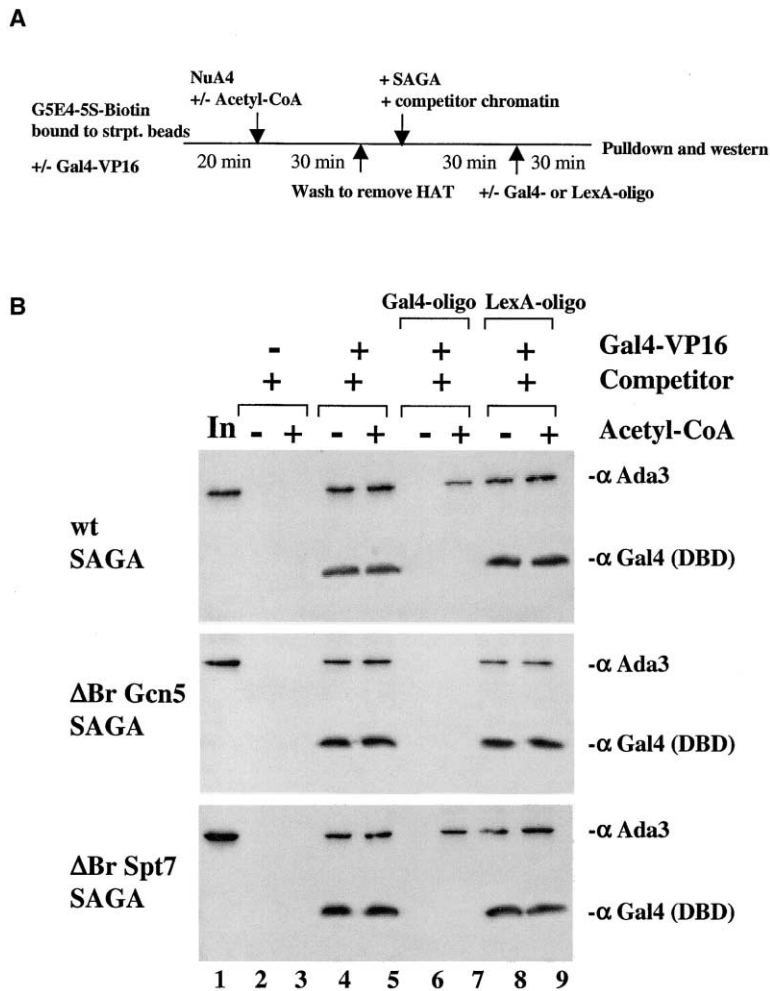 A
NuA4
+/- Acetyl-CoA
+ SAGA
+ competitor chromatin
G5E4-5S-Biotin
bound to strpt. beads
+/- Gal4-VP16
20 min
30 min
30 min
30 min
Pulldown and western
Wash to remove HAT
+/- Gal4- or LexA-oligo
B
Gal4-oligo
LexA-oligo
- + + + Gal4-VP16
+ + + + Competitor
In - + - + - + - + Acetyl-CoA
wt
SAGA
-α Ada3
-α Gal4 (DBD)
ΔBr Gcn5
SAGA
-α Ada3
-α Gal4 (DBD)
ΔBr Spt7
SAGA
-α Ada3
-α Gal4 (DBD)
1 2 3 4 5 6 7 8 9